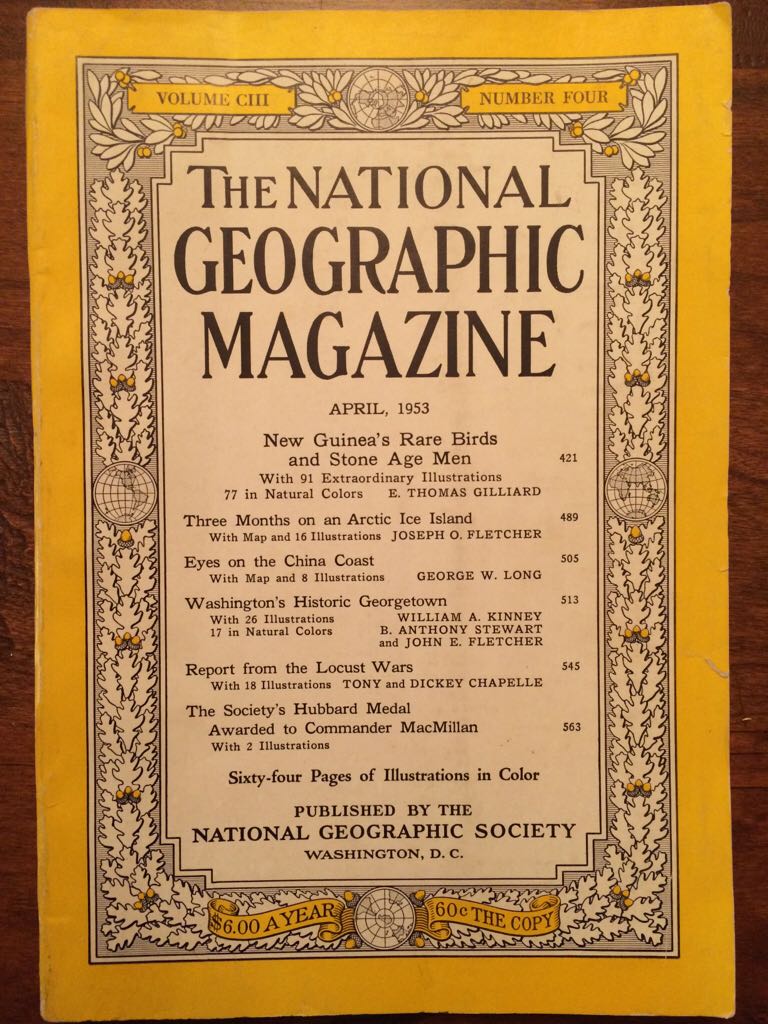 VOLUME CIII
NUMBER FOUR
THE NATIONAL
GEOGRAPHIC
MAGAZINE
APRIL, 1953
New Guinea's Rare Birds
and Stone Age Men 421
With 91 Extraordinary Illustrations
77 in Natural Colors E. THOMAS GILLIARD
Three Months on an Arctic Ice Island 489
With Map and 16 Illustrations JOSEPH O. FLETCHER
Eyes on the China Coast 505
With Map and 8 Illustrations GEORGE W. LONG
Washington's Historic Georgetown 513
With 26 Illustrations WILLIAM A. KINNEY
17 in Natural Colors B. ANTHONY STEWART
and JOHN E. FLETCHER
Report from the Locust Wars 545
With 18 Illustrations TONY and DICKEY CHAPELLE
The Society's Hubbard Medal
Awarded to Commander MacMillan 563
With 2 Illustrations
Sixty-four Pages of Illustrations in Color
PUBLISHED BY THE
NATIONAL GEOGRAPHIC SOCIETY
WASHINGTON, D. C.
$6.00 A YEAR
60c THE COPY